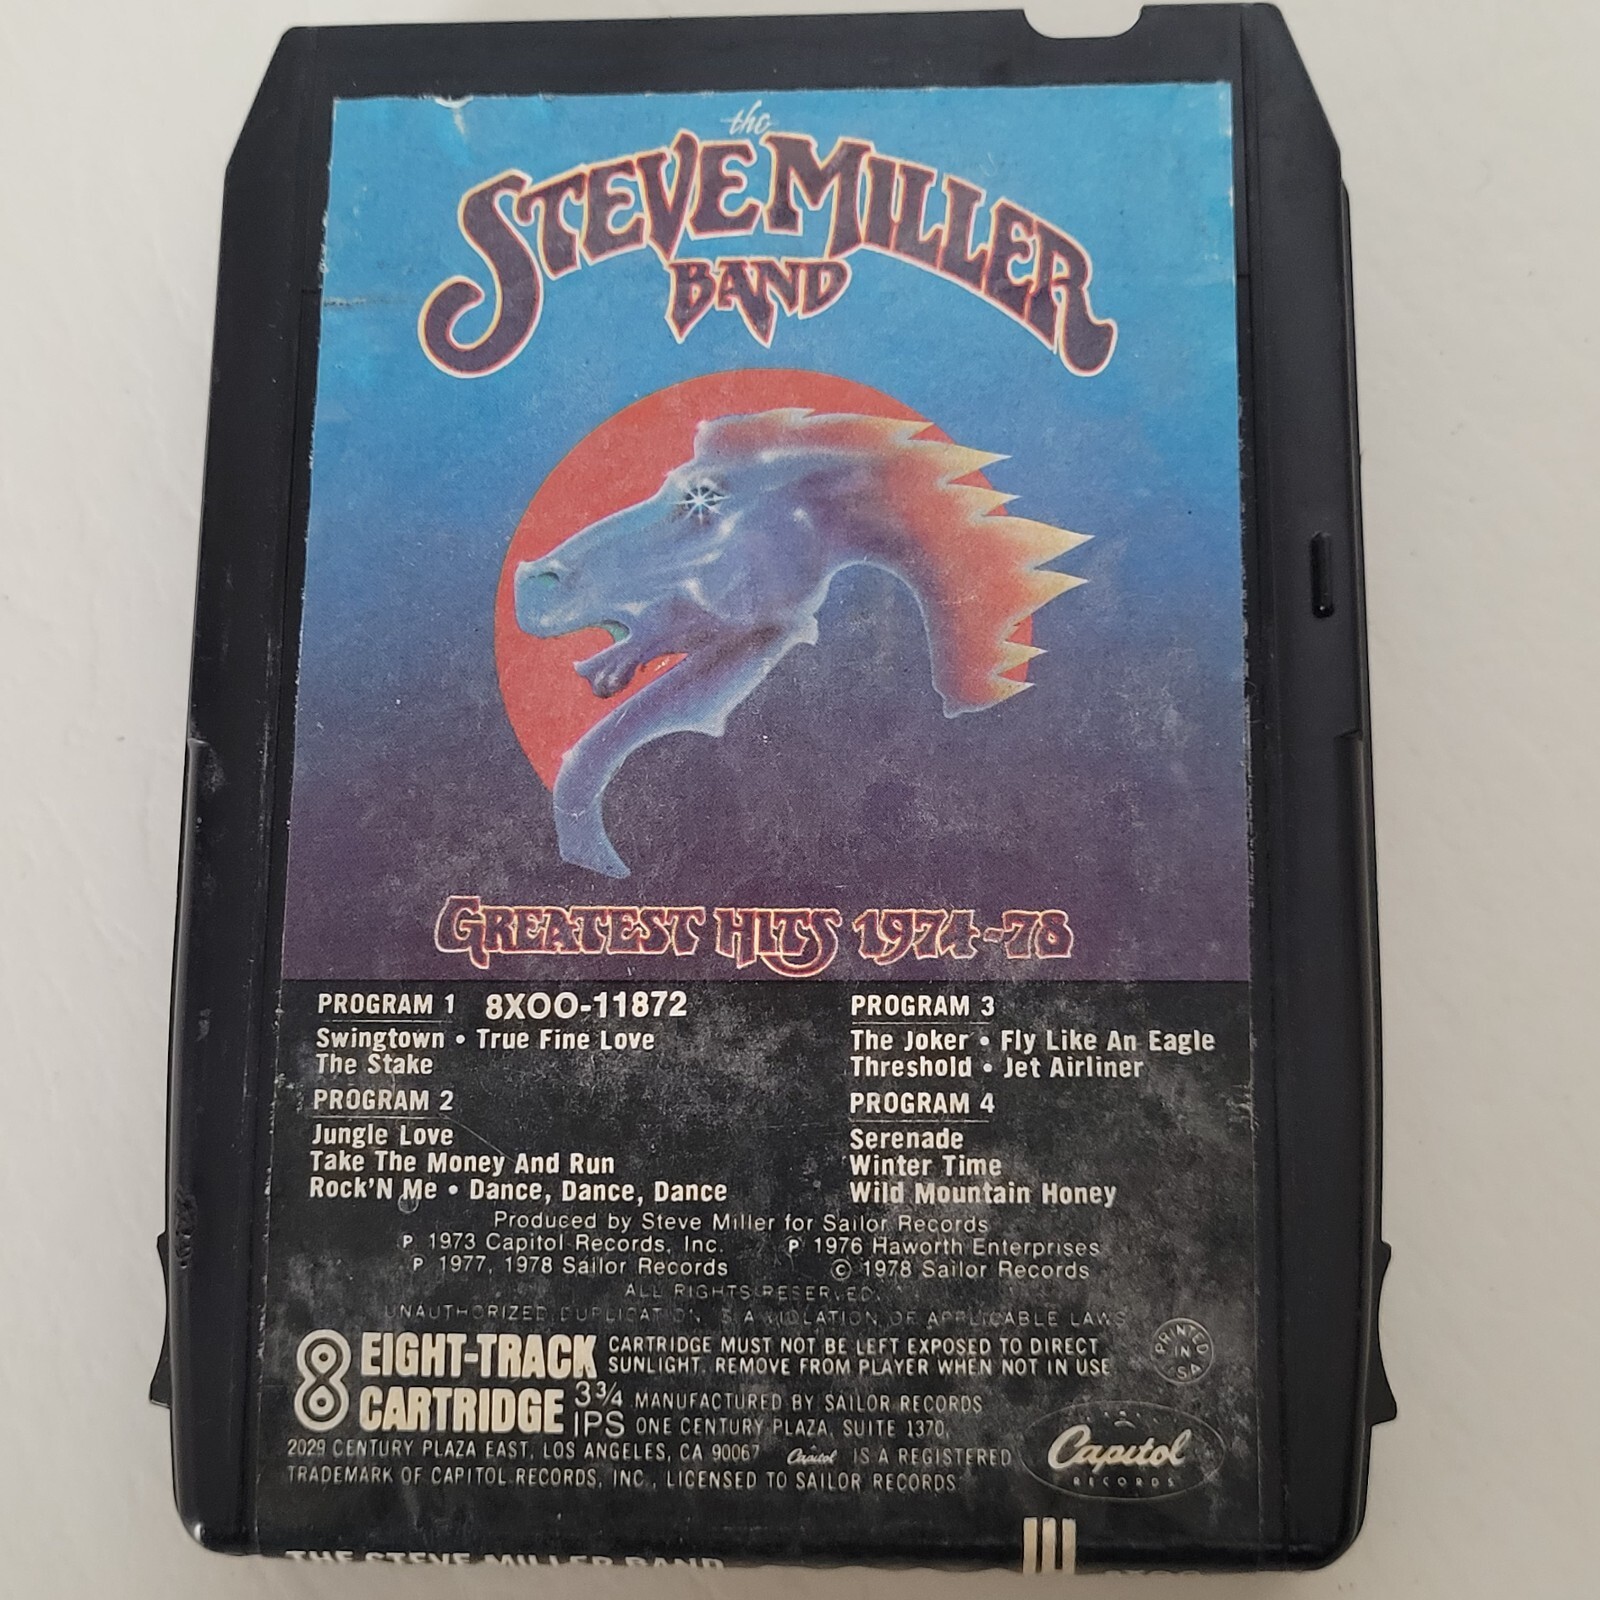 the
STEVE MILLER
BAND
GREATEST HITS 1974-78
PROGRAM 1 8XOO-11872
Swingtown • True Fine Love
The Stake
PROGRAM 2
Jungle Love
Take The Money And Run
Rock'N Me • Dance, Dance, Dance
PROGRAM 3
The Joker • Fly Like An Eagle
Threshold • Jet Airliner
PROGRAM 4
Serenade
Winter Time
Wild Mountain Honey
Produced by Steve Miller for Sailor Records
℗ 1973 Capitol Records, Inc. ℗ 1976 Haworth Enterprises
℗ 1977, 1978 Sailor Records © 1978 Sailor Records
ALL RIGHTS RESERVED.
UNAUTHORIZED DUPLICATION IS A VIOLATION OF APPLICABLE LAWS
8 EIGHT-TRACK
CARTRIDGE
3¾
IPS
CARTRIDGE MUST NOT BE LEFT EXPOSED TO DIRECT
SUNLIGHT. REMOVE FROM PLAYER WHEN NOT IN USE
PRINTED
IN
USA
MANUFACTURED BY SAILOR RECORDS
ONE CENTURY PLAZA, SUITE 1370,
2029 CENTURY PLAZA EAST, LOS ANGELES, CA 90067 Capitol IS A REGISTERED
TRADEMARK OF CAPITOL RECORDS, INC., LICENSED TO SAILOR RECORDS
Capitol
RECORDS
THE STEVE MILLER BAND